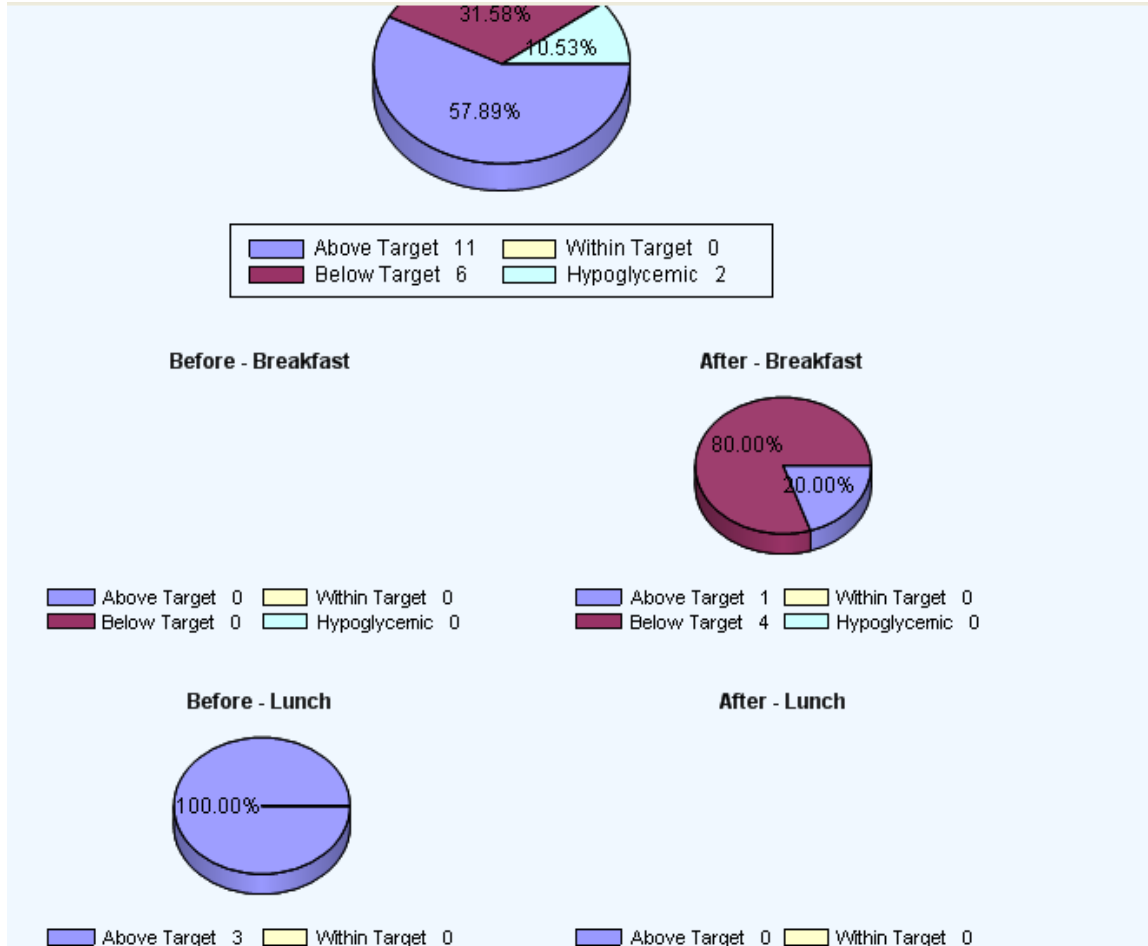 31.58%
10.53%
57.89%
Above Target 11 Within Target 0
Below Target 6 Hypoglycemic 2
Before - Breakfast After - Breakfast
80.00%
20.00%
Above Target 0 Within Target 0 Above Target 1 Within Target 0
Below Target 0 Hypoglycemic 0 Below Target 4 Hypoglycemic 0
Before - Lunch After - Lunch
100.00%
Above Target 3 Within Target 0 Above Target 0 Within Target 0